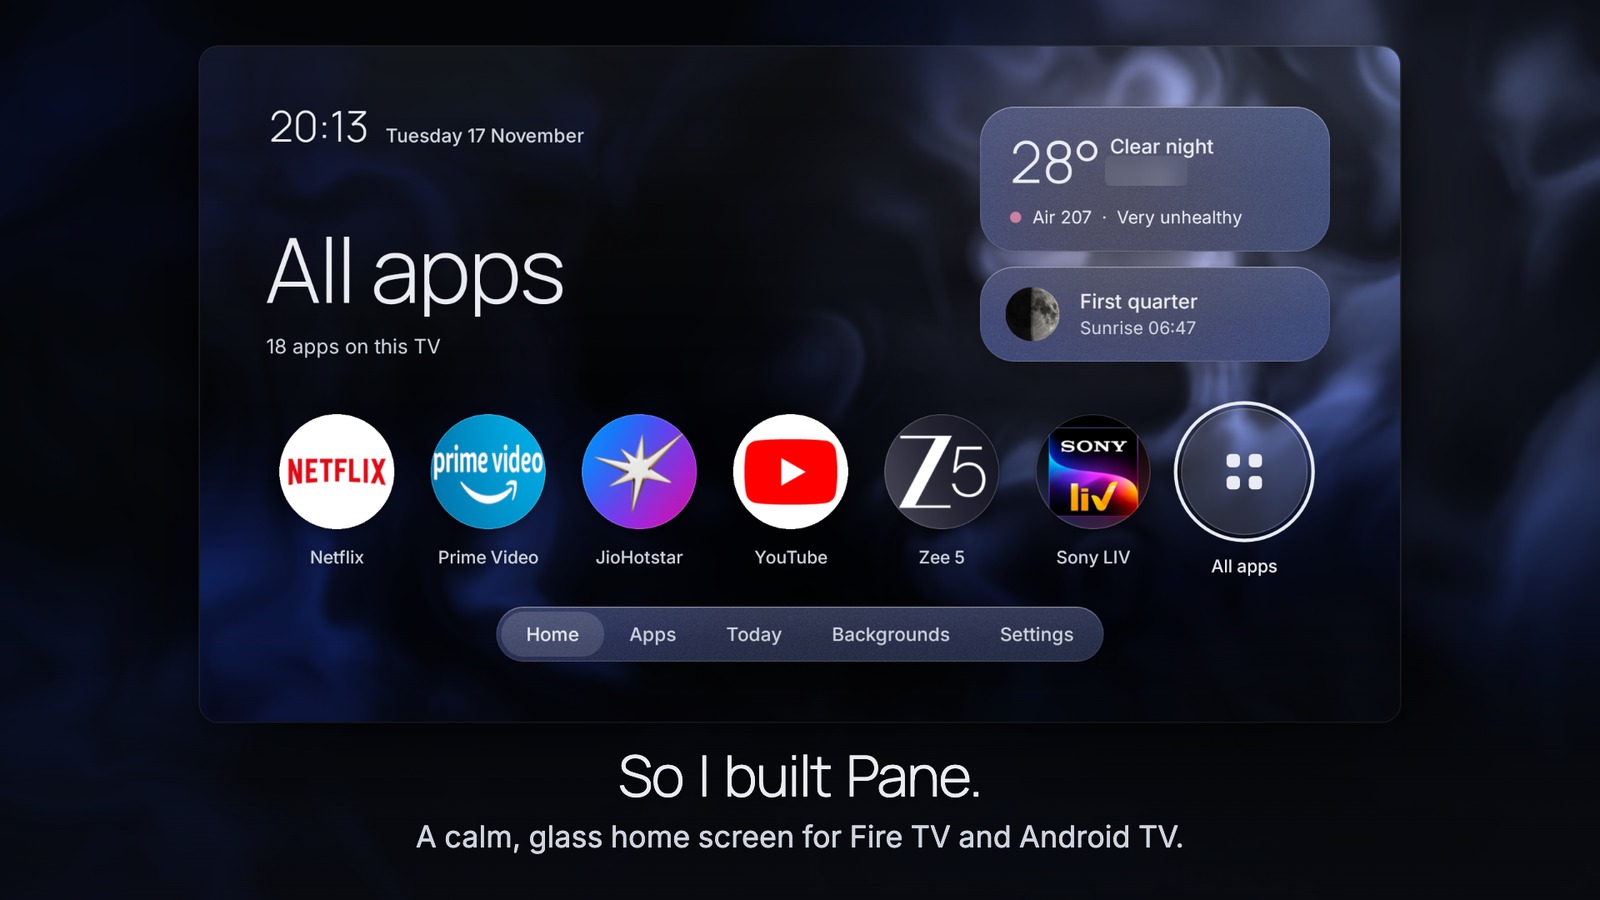 20:13 Tuesday 17 November
28° Clear night
Air 207 · Very unhealthy
First quarter
Sunrise 06:47
All apps
18 apps on this TV
NETFLIX
prime video
Z5
SONY
liv
Netflix
Prime Video
JioHotstar
YouTube
Zee 5
Sony LIV
All apps
Home
Apps
Today
Backgrounds
Settings
So I built Pane.
A calm, glass home screen for Fire TV and Android TV.